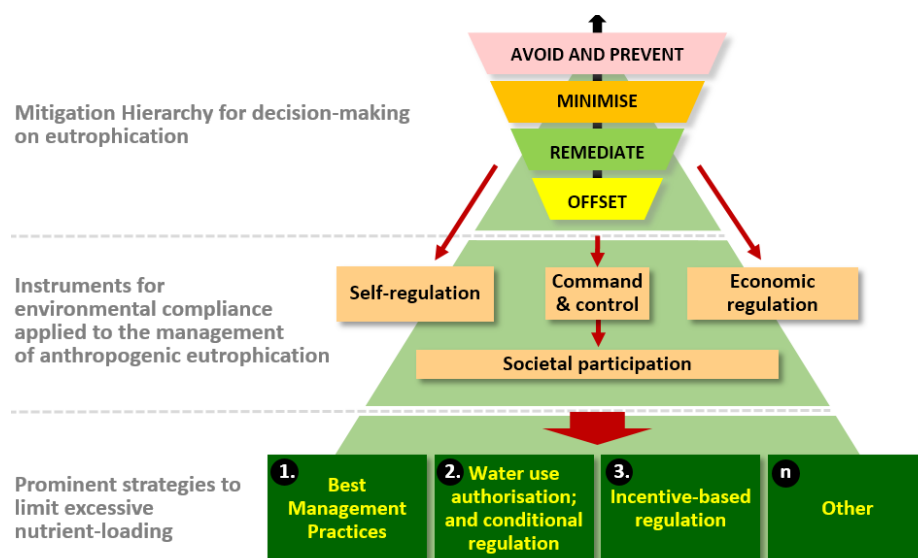 AVOID AND PREVENT
Mitigation Hierarchy for decision-making
on eutrophication
MINIMISE
REMEDIATE
OFFSET
Instruments for
environmental compliance
applied to the management
of anthropogenic eutrophication
Self-regulation
Command
& control
Economic
regulation
Societal participation
Prominent strategies to
limit excessive
nutrient-loading
1.
Best
Management
Practices
2.
Water use
authorisation;
and conditional
regulation
3.
Incentive-based
regulation
n
Other